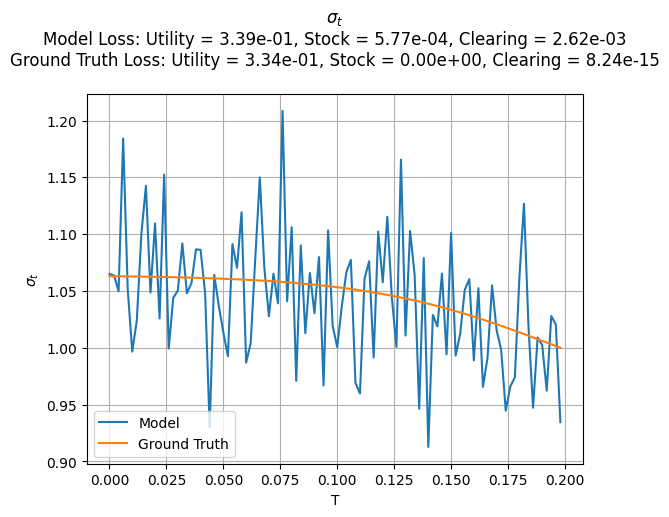 σt
Model Loss: Utility = 3.39e-01, Stock = 5.77e-04, Clearing = 2.62e-03
Ground Truth Loss: Utility = 3.34e-01, Stock = 0.00e+00, Clearing = 8.24e-15
1.20
1.15
1.10
1.05
1.00
0.95
0.90
σt
Model
Ground Truth
0.000 0.025 0.050 0.075 0.100 0.125 0.150 0.175 0.200
T